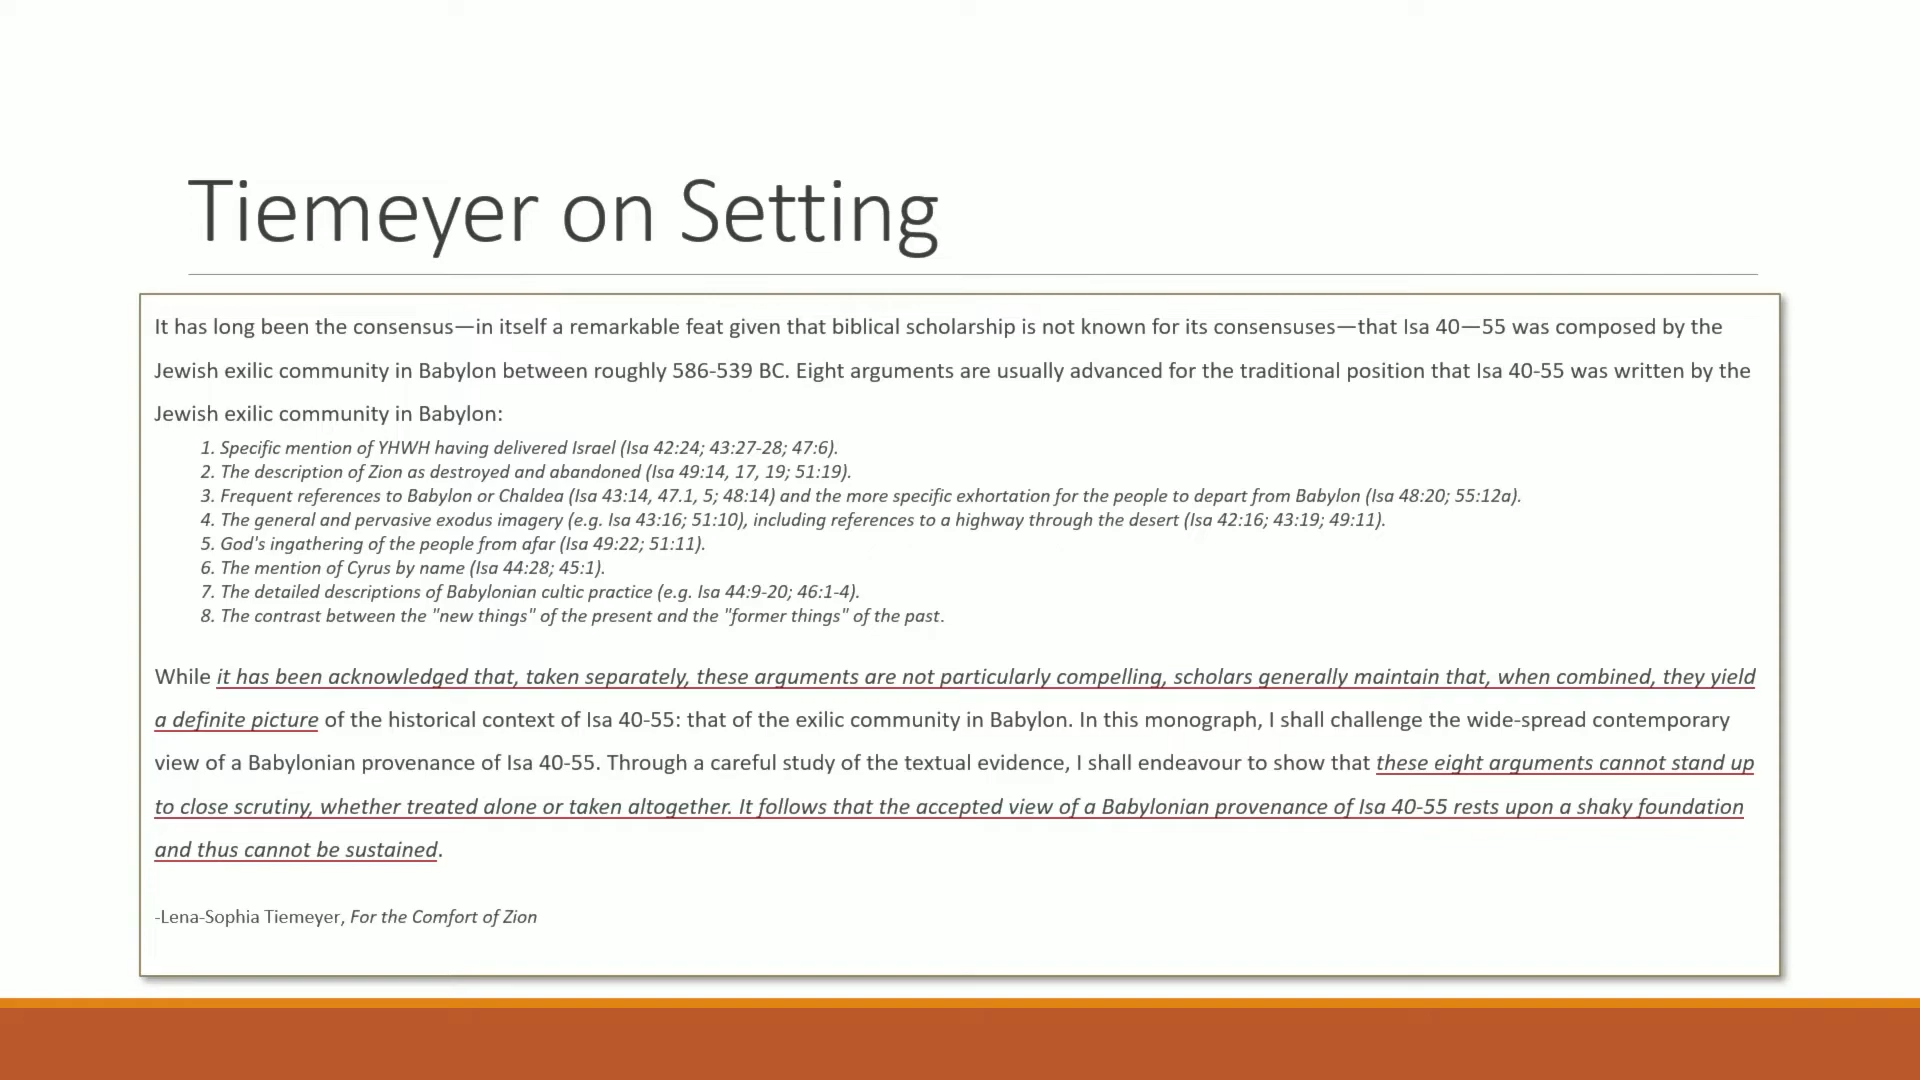 Tiemeyer on Setting
It has long been the consensus—in itself a remarkable feat given that biblical scholarship is not known for its consensuses—that Isa 40—55 was composed by the
Jewish exilic community in Babylon between roughly 586-539 BC. Eight arguments are usually advanced for the traditional position that Isa 40-55 was written by the
Jewish exilic community in Babylon:
1. Specific mention of YHWH having delivered Israel (Isa 42:24; 43:27-28; 47:6).
2. The description of Zion as destroyed and abandoned (Isa 49:14, 17, 19; 51:19).
3. Frequent references to Babylon or Chaldea (Isa 43:14, 47.1, 5; 48:14) and the more specific exhortation for the people to depart from Babylon (Isa 48:20; 55:12a).
4. The general and pervasive exodus imagery (e.g. Isa 43:16; 51:10), including references to a highway through the desert (Isa 42:16; 43:19; 49:11).
5. God's ingathering of the people from afar (Isa 49:22; 51:11).
6. The mention of Cyrus by name (Isa 44:28; 45:1).
7. The detailed descriptions of Babylonian cultic practice (e.g. Isa 44:9-20; 46:1-4).
8. The contrast between the "new things" of the present and the "former things" of the past.
While it has been acknowledged that, taken separately, these arguments are not particularly compelling, scholars generally maintain that, when combined, they yield
a definite picture of the historical context of Isa 40-55: that of the exilic community in Babylon. In this monograph, I shall challenge the wide-spread contemporary
view of a Babylonian provenance of Isa 40-55. Through a careful study of the textual evidence, I shall endeavour to show that these eight arguments cannot stand up
to close scrutiny, whether treated alone or taken altogether. It follows that the accepted view of a Babylonian provenance of Isa 40-55 rests upon a shaky foundation
and thus cannot be sustained.
-Lena-Sophia Tiemeyer, For the Comfort of Zion